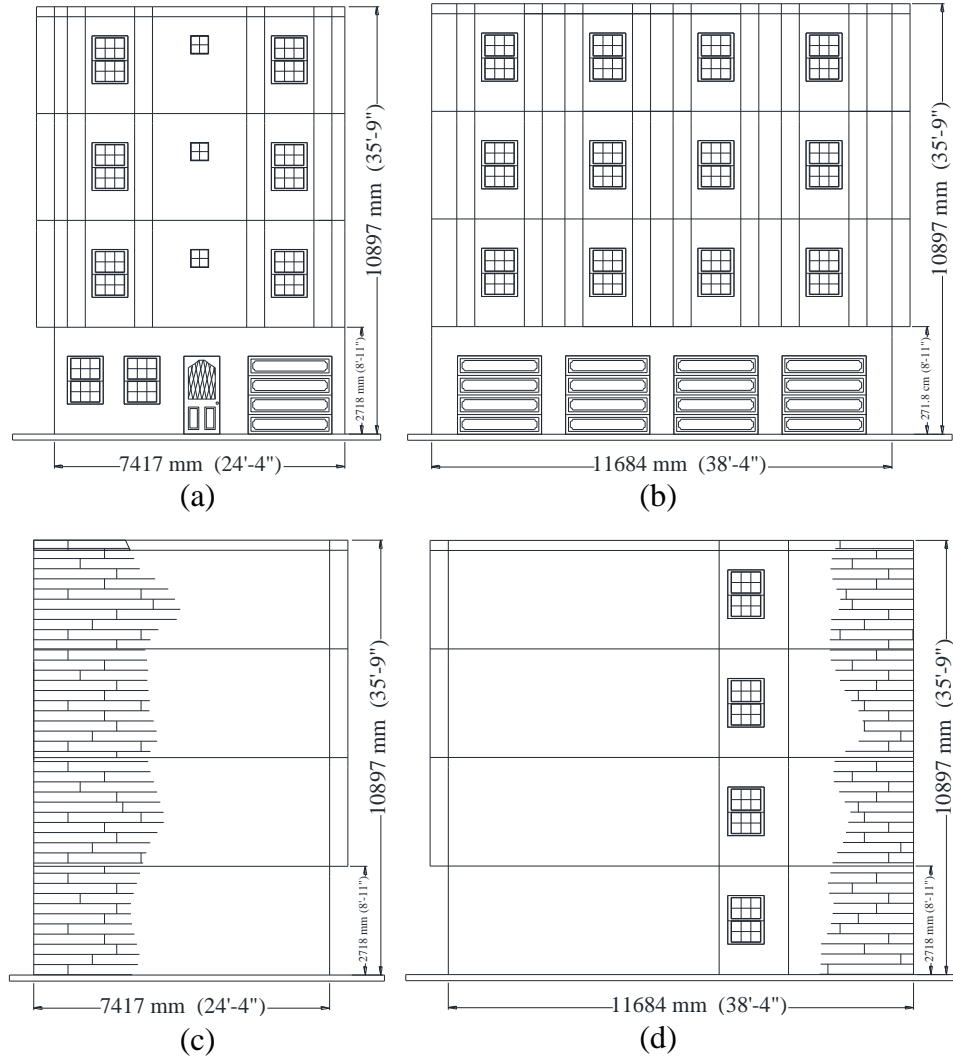 10897 mm (35'-9")
2718 mm (8'-11")
7417 mm (24'-4")
(a)
10897 mm (35'-9")
271.8 cm (8'-11")
11684 mm (38'-4")
(b)
10897 mm (35'-9")
2718 mm (8'-11")
7417 mm (24'-4")
(c)
10897 mm (35'-9")
2718 mm (8'-11")
11684 mm (38'-4")
(d)